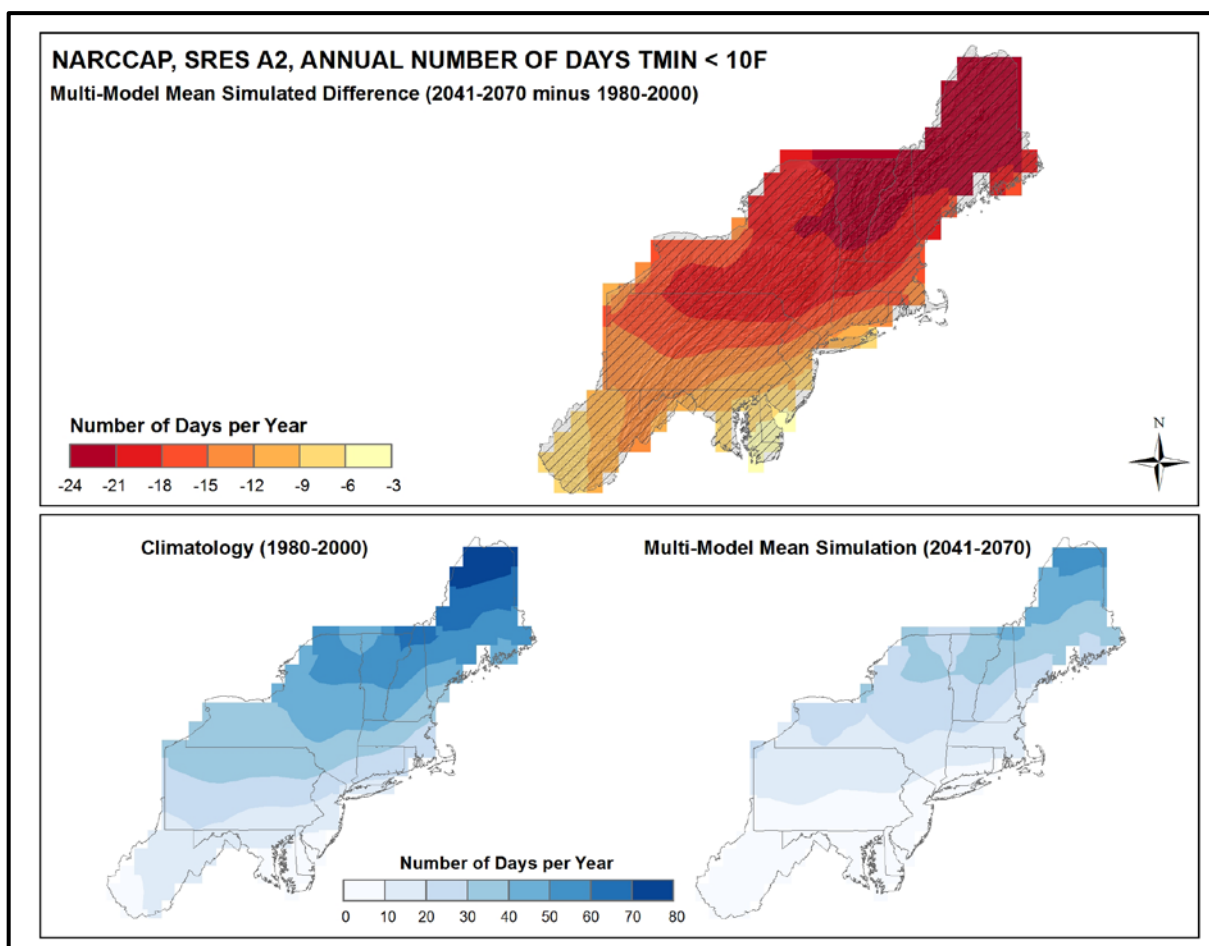 NARCCAP, SRES A2, ANNUAL NUMBER OF DAYS TMIN < 10F
Multi-Model Mean Simulated Difference (2041-2070 minus 1980-2000)
Number of Days per Year
-24 -21 -18 -15 -12 -9 -6 -3
N
Climatology (1980-2000)
Multi-Model Mean Simulation (2041-2070)
Number of Days per Year
0 10 20 30 40 50 60 70 80